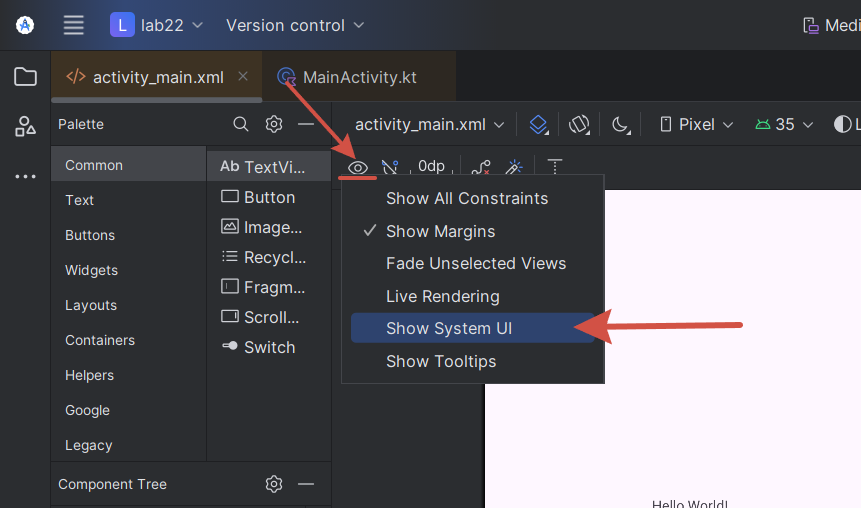 L lab22 Version control Medi
activity_main.xml MainActivity.kt
Palette activity_main.xml Pixel 35 L
Common
Text
Buttons
Widgets
Layouts
Containers
Helpers
Google
Legacy
Ab TextVi...
Button
Image...
Recycl...
Fragm...
Scroll...
Switch
0dp
Show All Constraints
Show Margins
Fade Unselected Views
Live Rendering
Show System UI
Show Tooltips
Component Tree
Hello World!